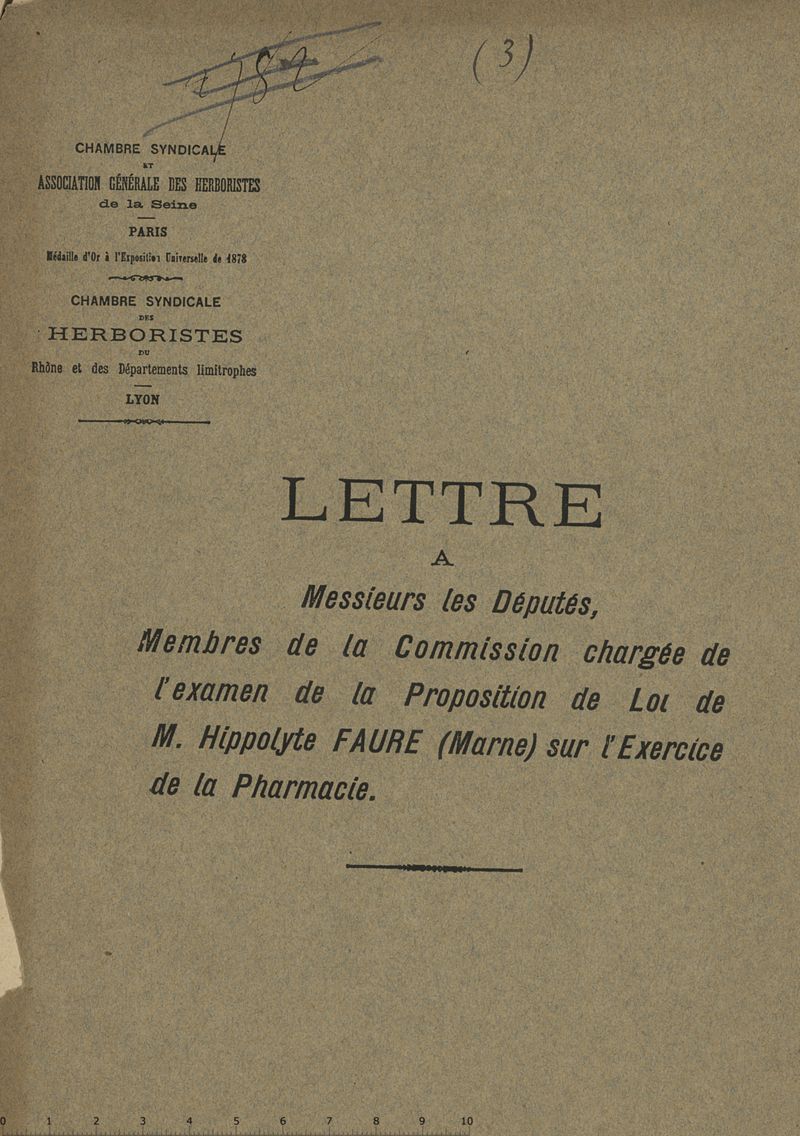 (3)
CHAMBRE SYNDICALE
ET
ASSOCIATION GÉNÉRALE DES HERBORISTES
de la Seine
PARIS
Médaille d'Or à l'Exposition Universelle de 1878
CHAMBRE SYNDICALE
DES
HERBORISTES
DU
Rhône et des Départements limitrophes
LYON
LETTRE
A
Messieurs les Députés,
Membres de la Commission chargée de
l'examen de la Proposition de Loi de
M. Hippolyte FAURE (Marne) sur l'Exercice
de la Pharmacie.
0 1 2 3 4 5 6 7 8 9 10